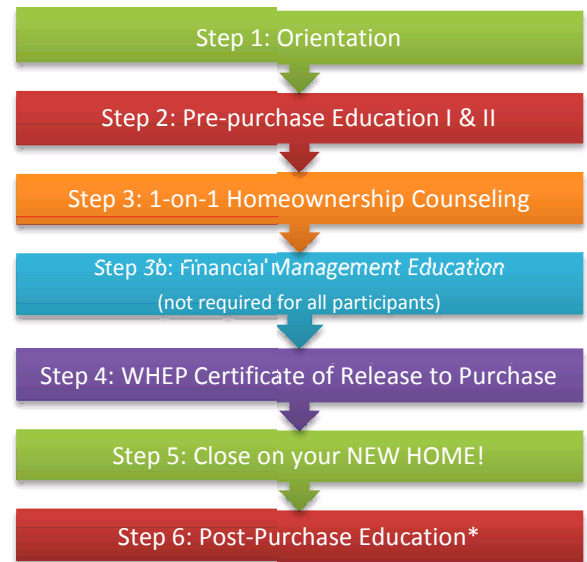 Step 1: Orientation
Step 2: Pre-purchase Education I & II
Step 3: 1-on-1 Homeownership Counseling
Step 3b: Financial Management Education
(not required for all participants)
Step 4: WHEP Certificate of Release to Purchase
Step 5: Close on your NEW HOME!
Step 6: Post-Purchase Education*